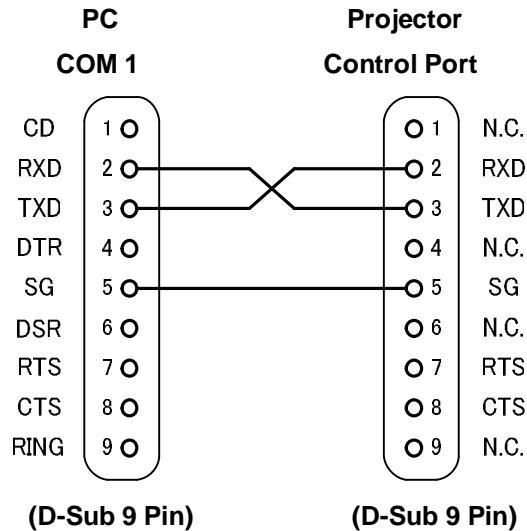 PC Projector
COM 1 Control Port
CD 1 1 N.C.
RXD 2 2 RXD
TXD 3 3 TXD
DTR 4 4 N.C.
SG 5 5 SG
DSR 6 6 N.C.
RTS 7 7 RTS
CTS 8 8 CTS
RING 9 9 N.C.
(D-Sub 9 Pin) (D-Sub 9 Pin)